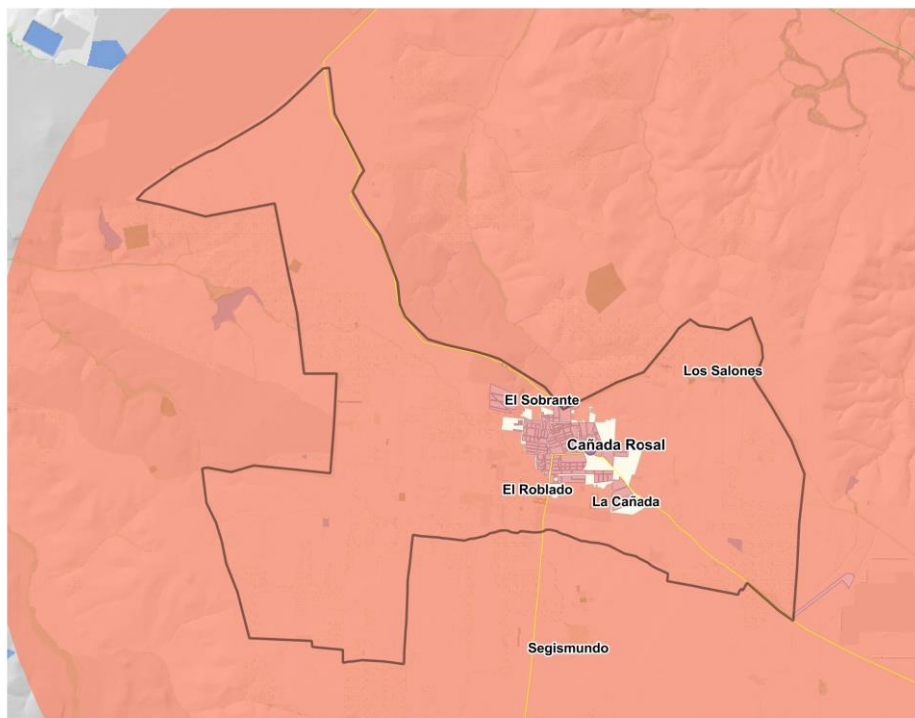 Los Salones
El Sobrante
Cañada Rosal
El Roblado
La Cañada
Segismundo